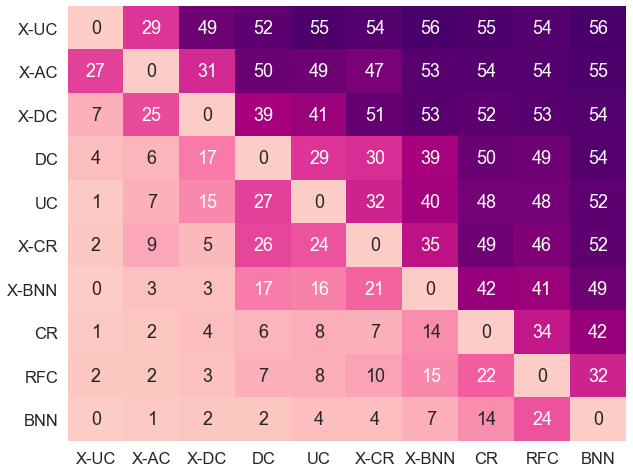 X-UC 0 29 49 52 55 54 56 55 54 56
X-AC 27 0 31 50 49 47 53 54 54 55
X-DC 7 25 0 39 41 51 53 52 53 54
DC 4 6 17 0 29 30 39 50 49 54
UC 1 7 15 27 0 32 40 48 48 52
X-CR 2 9 5 26 24 0 35 49 46 52
X-BNN 0 3 3 17 16 21 0 42 41 49
CR 1 2 4 6 8 7 14 0 34 42
RFC 2 2 3 7 8 10 15 22 0 32
BNN 0 1 2 2 4 4 7 14 24 0
X-UC X-AC X-DC DC UC X-CR X-BNN CR RFC BNN